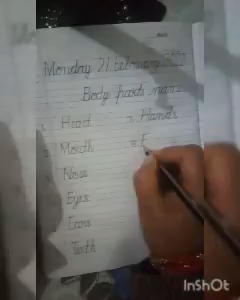 Monday 21 February
Body parts name
Head = Hands
Mouth = F
Nose
Eyes
Ears
Teeth
InShOt